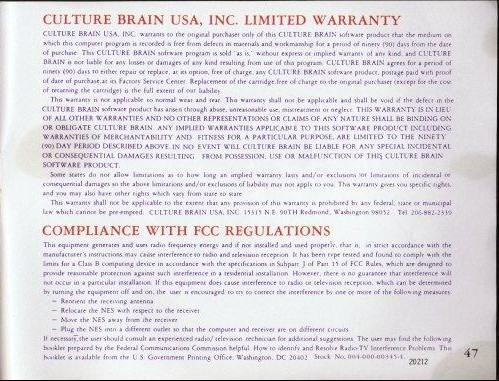 CULTURE BRAIN USA, INC. LIMITED WARRANTY
CULTURE BRAIN USA, INC. warrants to the original purchaser only of this CULTURE BRAIN software product that the medium on
which this computer program is recorded is free from defects in materials and workmanship for a period of ninety (90) days from the date
of purchase. This CULTURE BRAIN software program is sold "as is," without express or implied warranty of any kind, and CULTURE
BRAIN is not liable for any losses or damages of any kind resulting from use of this program. CULTURE BRAIN agrees for a period of
ninety (90) days to either repair or replace, at its option, free of charge, any CULTURE BRAIN software product, postage paid with proof
of date of purchase, at its Factory Service Center. Replacement of the cartridge, free of charge to the original purchaser (except for the cost
of returning the cartridge) is the full extent of our liability.
This warranty is not applicable to normal wear and tear. This warranty shall not be applicable and shall be void if the defect in the
CULTURE BRAIN software product has arisen through abuse, unreasonable use, mistreatment or neglect. THIS WARRANTY IS IN LIEU
OF ALL OTHER WARRANTIES AND NO OTHER REPRESENTATIONS OR CLAIMS OF ANY NATURE SHALL BE BINDING ON
OR OBLIGATE CULTURE BRAIN. ANY IMPLIED WARRANTIES APPLICABLE TO THIS SOFTWARE PRODUCT INCLUDING
WARRANTIES OF MERCHANTABILITY AND FITNESS FOR A PARTICULAR PURPOSE, ARE LIMITED TO THE NINETY
(90) DAY PERIOD DESCRIBED ABOVE. IN NO EVENT WILL CULTURE BRAIN BE LIABLE FOR ANY SPECIAL INCIDENTAL
OR CONSEQUENTIAL DAMAGES RESULTING FROM POSSESSION, USE OR MALFUNCTION OF THIS CULTURE BRAIN
SOFTWARE PRODUCT.
Some states do not allow limitations as to how long an implied warranty lasts and/or exclusions or limitations of incidental or
consequential damages so the above limitations and/or exclusions of liability may not apply to you. This warranty gives you specific rights,
and you may also have other rights which vary from state to state.
This warranty shall not be applicable to the extent that any provision of this warranty is prohibited by any federal, state or municipal
law which cannot be pre-empted. CULTURE BRAIN USA, INC. 15315 N.E. 90TH Redmond, Washington 98052 Tel. 206-882-2339
COMPLIANCE WITH FCC REGULATIONS
This equipment generates and uses radio frequency energy and if not installed and used properly, that is, in strict accordance with the
manufacturer's instructions, may cause interference to radio and television reception. It has been type tested and found to comply with the
limits for a Class B computing device in accordance with the specifications in Subpart J of Part 15 of FCC Rules, which are designed to
provide reasonable protection against such interference in a residential installation. However, there is no guarantee that interference will
not occur in a particular installation. If this equipment does cause interference to radio or television reception, which can be determined
by turning the equipment off and on, the user is encouraged to try to correct the interference by one or more of the following measures:
– Reorient the receiving antenna
– Relocate the NES with respect to the receiver
– Move the NES away from the receiver
– Plug the NES into a different outlet so that the computer and receiver are on different circuits
If necessary, the user should consult an experienced radio/ television technician for additional suggestions. The user may find the following
booklet prepared by the Federal Communications Commission helpful: How to identify and Resolve Radio-TV Interference Problems. This
booklet is available from the U.S. Government Printing Office, Washington, DC 20402 Stock No. 004-000-00345-4.
47
20212